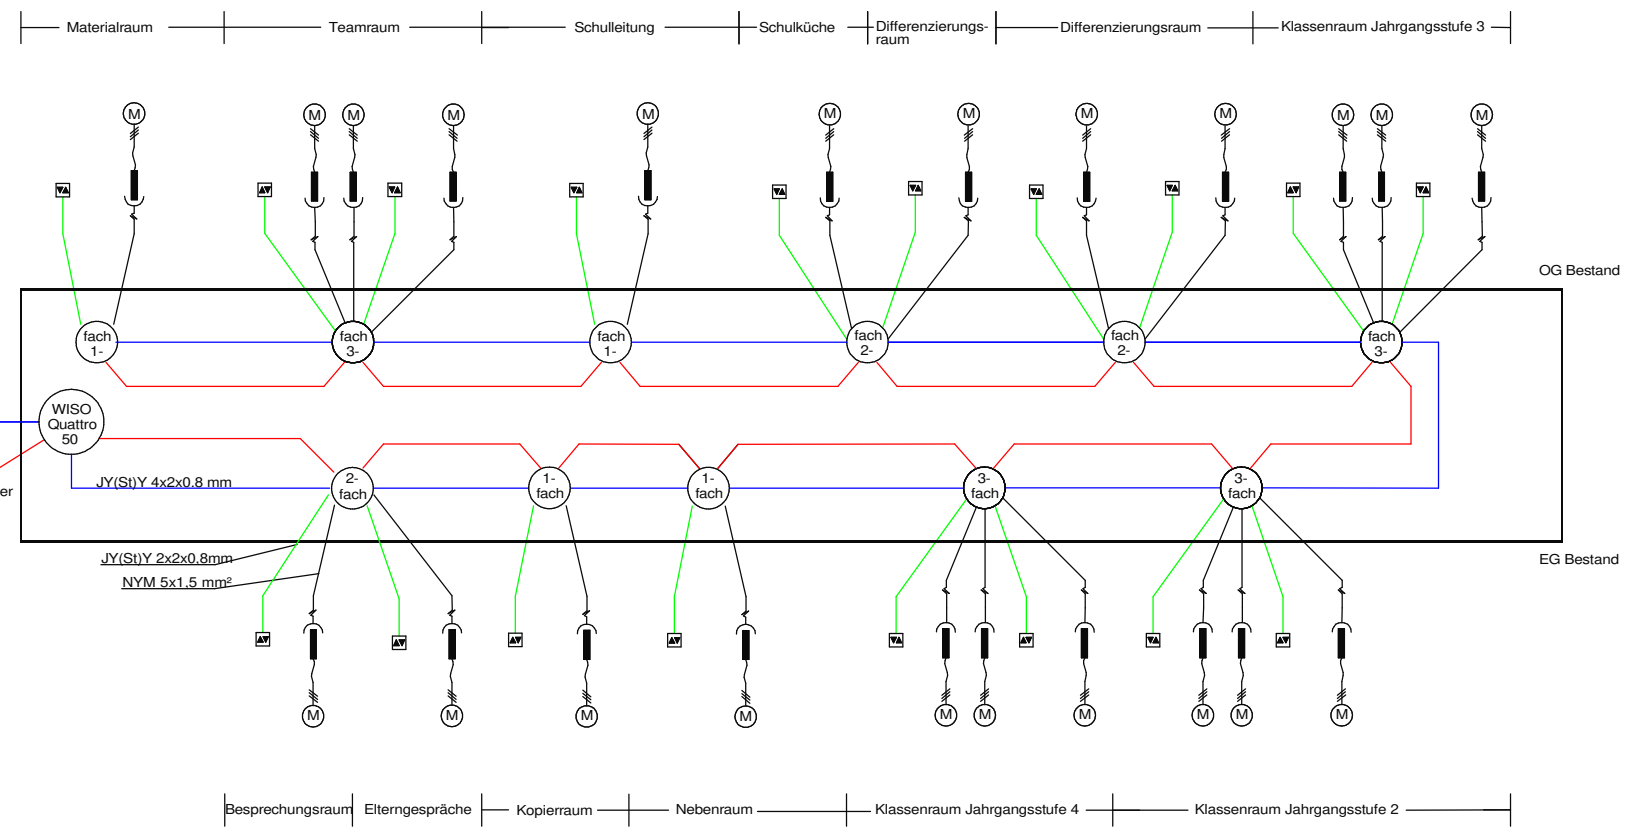 Materialraum
Teamraum
Schulleitung
Schulküche
Differenzierungs-
raum
Differenzierungsraum
Klassenraum Jahrgangsstufe 3
M M M M M M M M M M M M
OG Bestand
fach
1-
fach
3-
fach
1-
fach
2-
fach
2-
fach
3-
WISO
Quattro
50
JY(St)Y 4x2x0.8 mm
er
2-
fach
1-
fach
1-
fach
3-
fach
3-
fach
JY(St)Y 2x2x0,8mm
NYM 5x1,5 mm²
EG Bestand
M M M M M M M M M M
Besprechungsraum
Elterngespräche
Kopierraum
Nebenraum
Klassenraum Jahrgangsstufe 4
Klassenraum Jahrgangsstufe 2